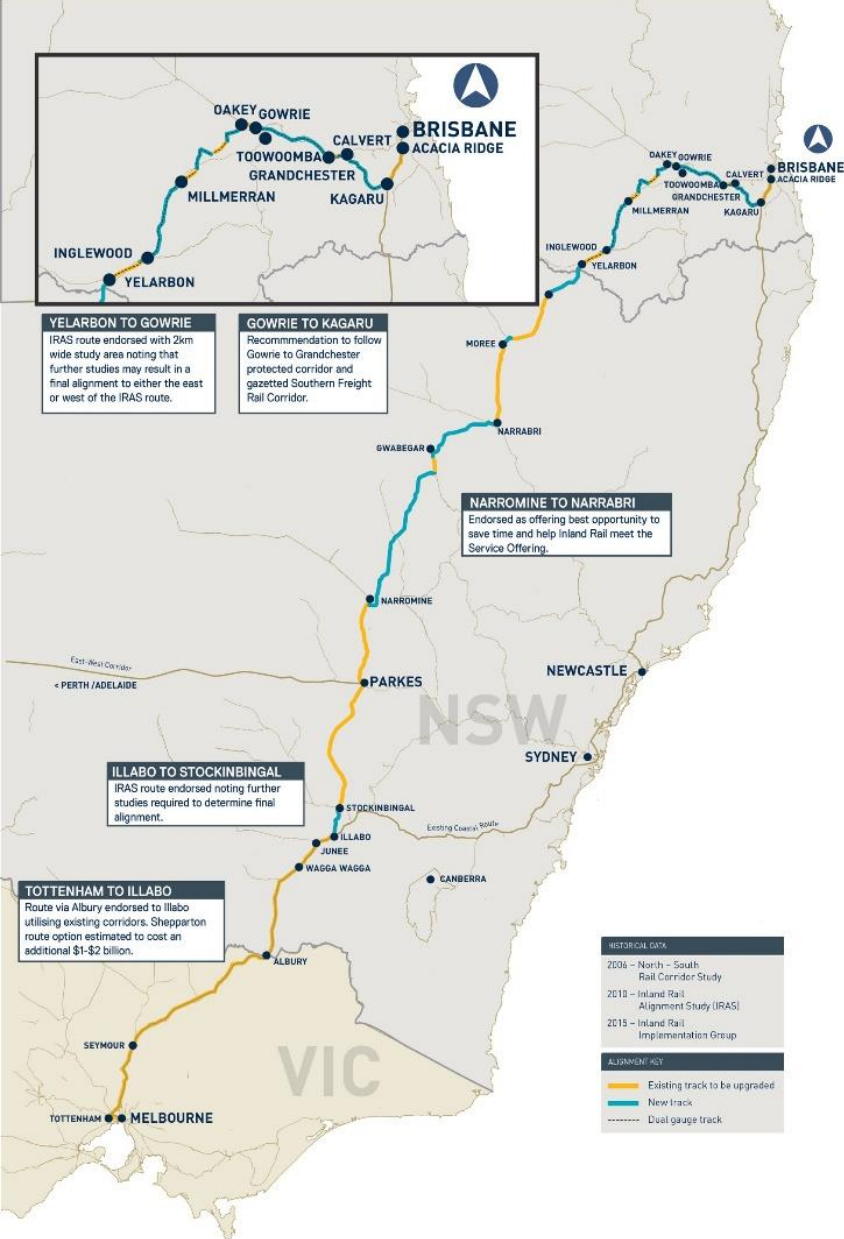 OAKEY
GOWRIE
TOOWOOMBA
GRANDCHESTER
CALVERT
BRISBANE
ACACIA RIDGE
KAGARU
MILLMERRAN
INGLEWOOD
YELARBON
OAKEY
GOWRIE
TOOWOOMBA
GRANDCHESTER
CALVERT
BRISBANE
ACACIA RIDGE
KAGARU
MILLMERRAN
INGLEWOOD
YELARBON
YELARBON TO GOWRIE
IRAS route endorsed with 2km
wide study area noting that
further studies may result in a
final alignment to either the east
or west of the IRAS route.
GOWRIE TO KAGARU
Recommmendation to follow
Gowrie to Grandchester
protected corridor and
gazetted Southern Freight
Rail Corridor.
MOREE
NARRABRI
GWABEGAR
NARROMINE TO NARRABRI
Endorsed as offering best opportunity to
save time and help Inland Rail meet the
Service Offering.
NARROMINE
East-West Corridor
< PERTH /ADELAIDE
PARKES
NSW
NEWCASTLE
SYDNEY
ILLABO TO STOCKINBINGAL
IRAS route endorsed noting further
studies required to determine final
alignment.
STOCKINBINGAL
Existing Coastal Route
ILLABO
JUNEE
WAGGA WAGGA
CANBERRA
TOTTENHAM TO ILLABO
Route via Albury endorsed to Illabo
utilising existing corridors. Shepparton
route option estimated to cost an
additional $1-$2 billion.
ALBURY
SEYMOUR
VIC
TOTTENHAM
MELBOURNE
HISTORICAL DATA
2006 – North – South
Rail Corridor Study
2010 – Inland Rail
Alignment Study (IRAS)
2015 – Inland Rail
Implementation Group
ALIGNMENT KEY
Existing track to be upgraded
New track
Dual gauge track